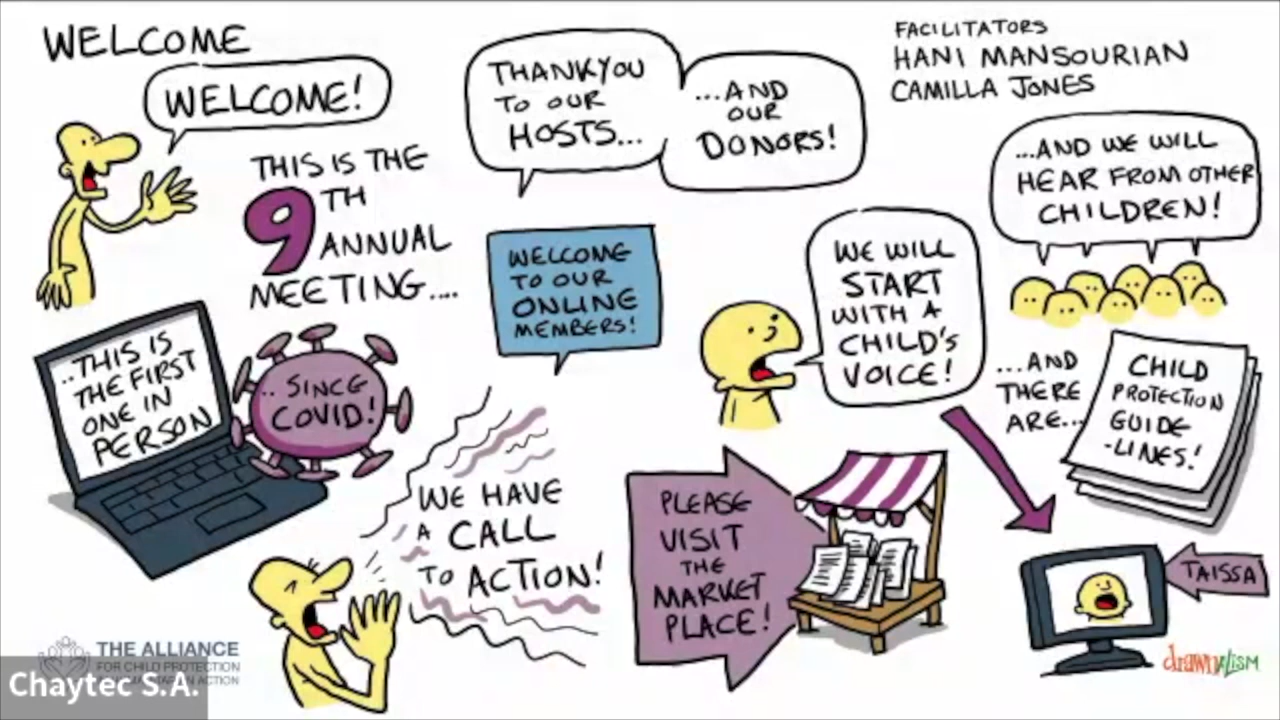 WELCOME
WELCOME!
THIS IS THE
9TH
ANNUAL
MEETING....
..THIS IS
THE FIRST
ONE IN
PERSON
.. SINCE
COVID!
THANKYOU
TO OUR
HOSTS...
...AND
OUR
DONORS!
WELCOME
TO OUR
ONLINE
MEMBERS!
WE HAVE
A CALL
TO ACTION!
FACILITATORS
HANI MANSOURIAN
CAMILLA JONES
WE WILL
START
WITH A
CHILD'S
VOICE!
...AND WE WILL
HEAR FROM OTHER
CHILDREN!
...AND
THERE
ARE...
CHILD
PROTECTION
GUIDE
-LINES!
PLEASE
VISIT
THE
MARKET
PLACE!
TAISSA
THE ALLIANCE
FOR CHILD PROTECTION
ACTION
Chaytec S.A.
drawnalism